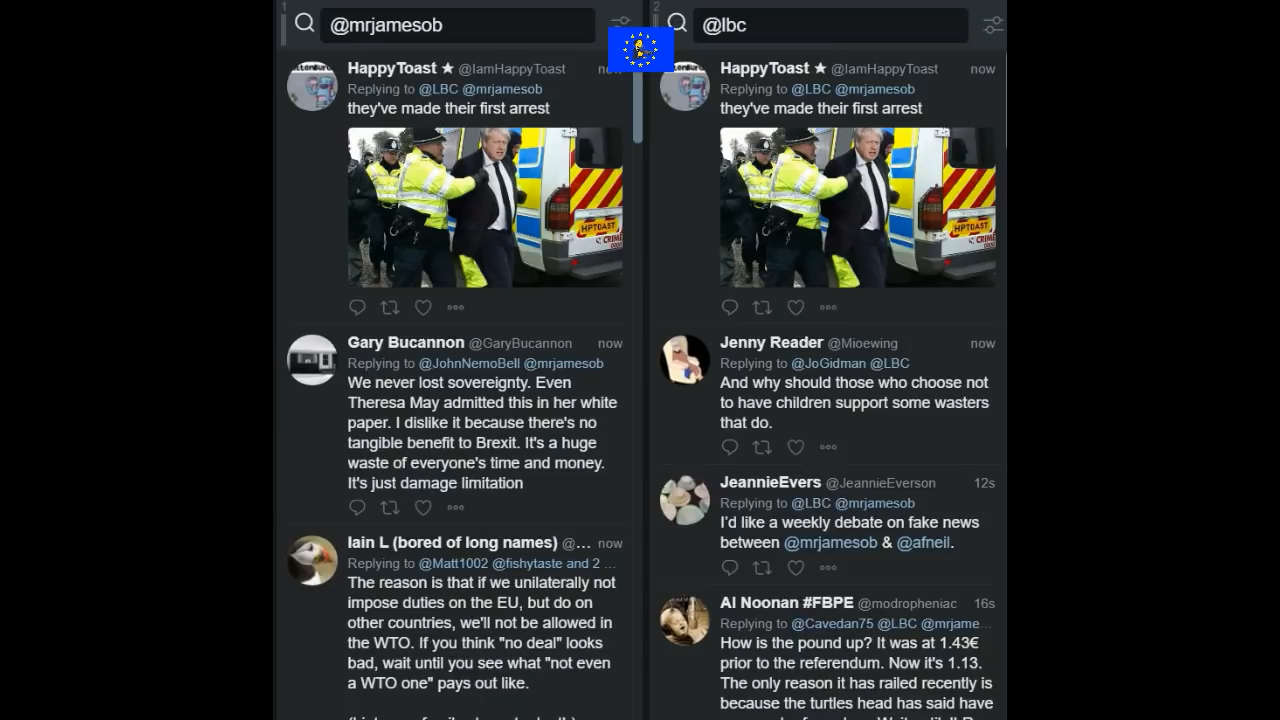 1
@mrjamesob
HappyToast ★ @IamHappyToast
Replying to @LBC @mrjamesob
they've made their first arrest
HPTOAST
CRIME
Gary Bucannon @GaryBucannon now
Replying to @JohnNemoBell @mrjamesob
We never lost sovereignty. Even
Theresa May admitted this in her white
paper. I dislike it because there's no
tangible benefit to Brexit. It's a huge
waste of everyone's time and money.
It's just damage limitation
Iain L (bored of long names) @... now
Replying to @Matt1002 @fishytaste and 2 ...
The reason is that if we unilaterally not
impose duties on the EU, but do on
other countries, we'll not be allowed in
the WTO. If you think "no deal" looks
bad, wait until you see what "not even
a WTO one" pays out like.
2
@lbc
HappyToast ★ @IamHappyToast now
Replying to @LBC @mrjamesob
they've made their first arrest
HPTOAST
CRIME
Jenny Reader @Mioewing now
Replying to @JoGidman @LBC
And why should those who choose not
to have children support some wasters
that do.
JeannieEvers @JeannieEverson 12s
Replying to @LBC @mrjamesob
I'd like a weekly debate on fake news
between @mrjamesob & @afneil.
Al Noonan #FBPE @modropheniac 16s
Replying to @Cavedan75 @LBC @mrjame...
How is the pound up? It was at 1.43€
prior to the referendum. Now it's 1.13.
The only reason it has railed recently is
because the turtles head has said have